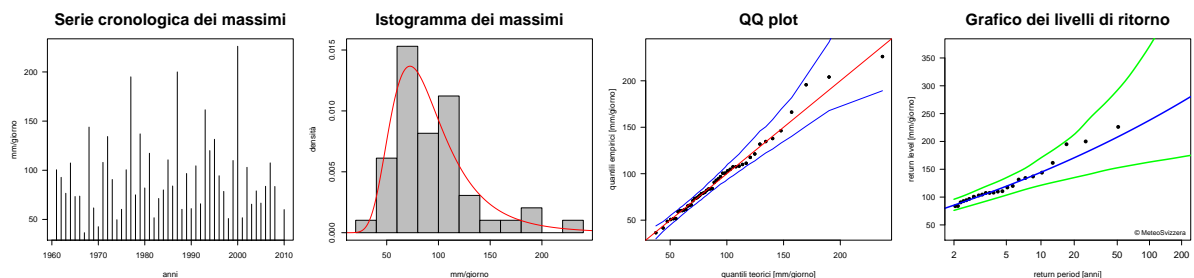 Serie cronologica dei massimi
mm/giorno
200
150
100
50
1960 1970 1980 1990 2000 2010
anni
Istogramma dei massimi
densità
0.015
0.010
0.005
0.000
50 100 150 200
mm/giorno
QQ plot
quantili empirici [mm/giorno]
200
150
100
50
50 100 150 200
quantili teorici [mm/giorno]
Grafico dei livelli di ritorno
return level [mm/giorno]
350
300
250
200
150
100
50
© MeteoSvizzera
2 5 10 20 50 100 200
return period [anni]